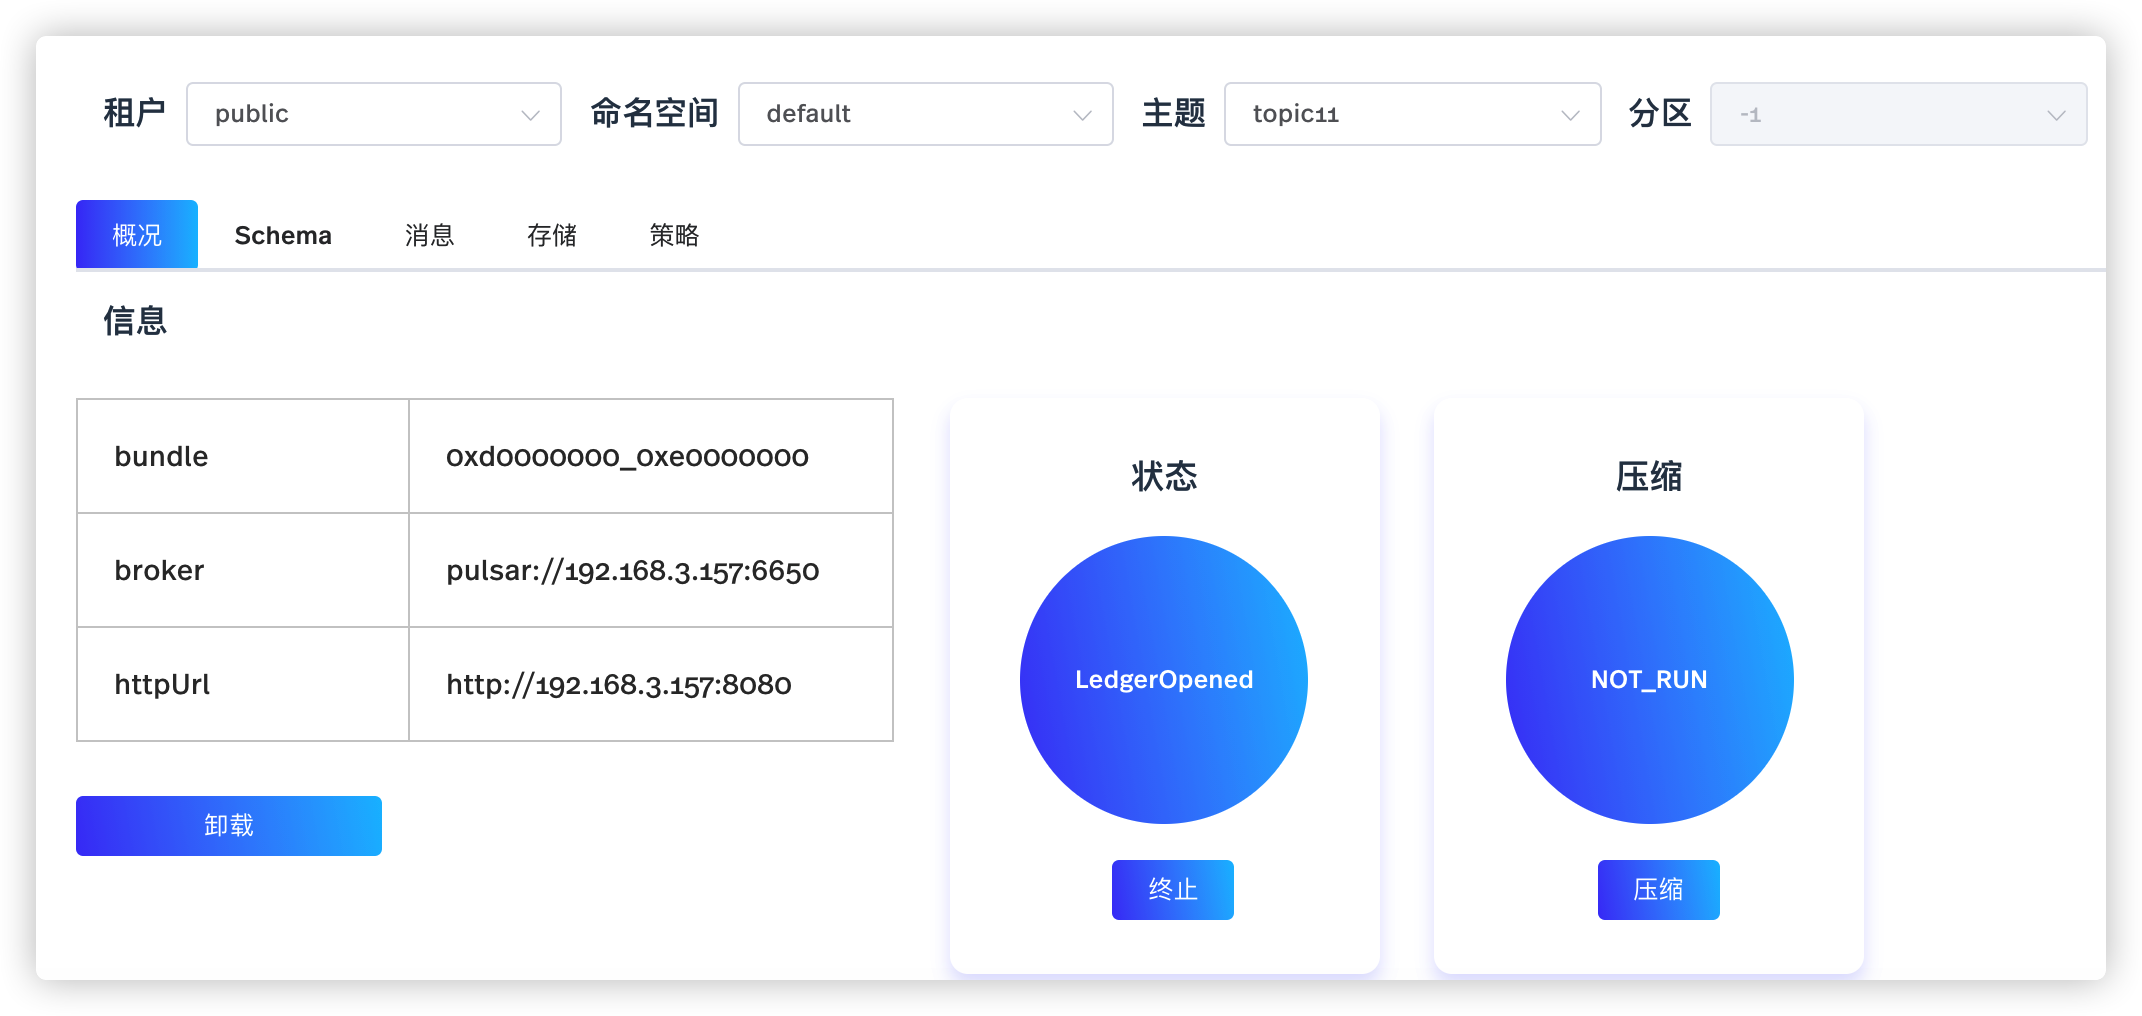 租户 public 命名空间 default 主题 topic11 分区 -1
概况 Schema 消息 存储 策略
信息
bundle 0xd0000000_0xe0000000
broker pulsar://192.168.3.157:6650
httpUrl http://192.168.3.157:8080
卸载
状态
LedgerOpened
终止
压缩
NOT_RUN
压缩